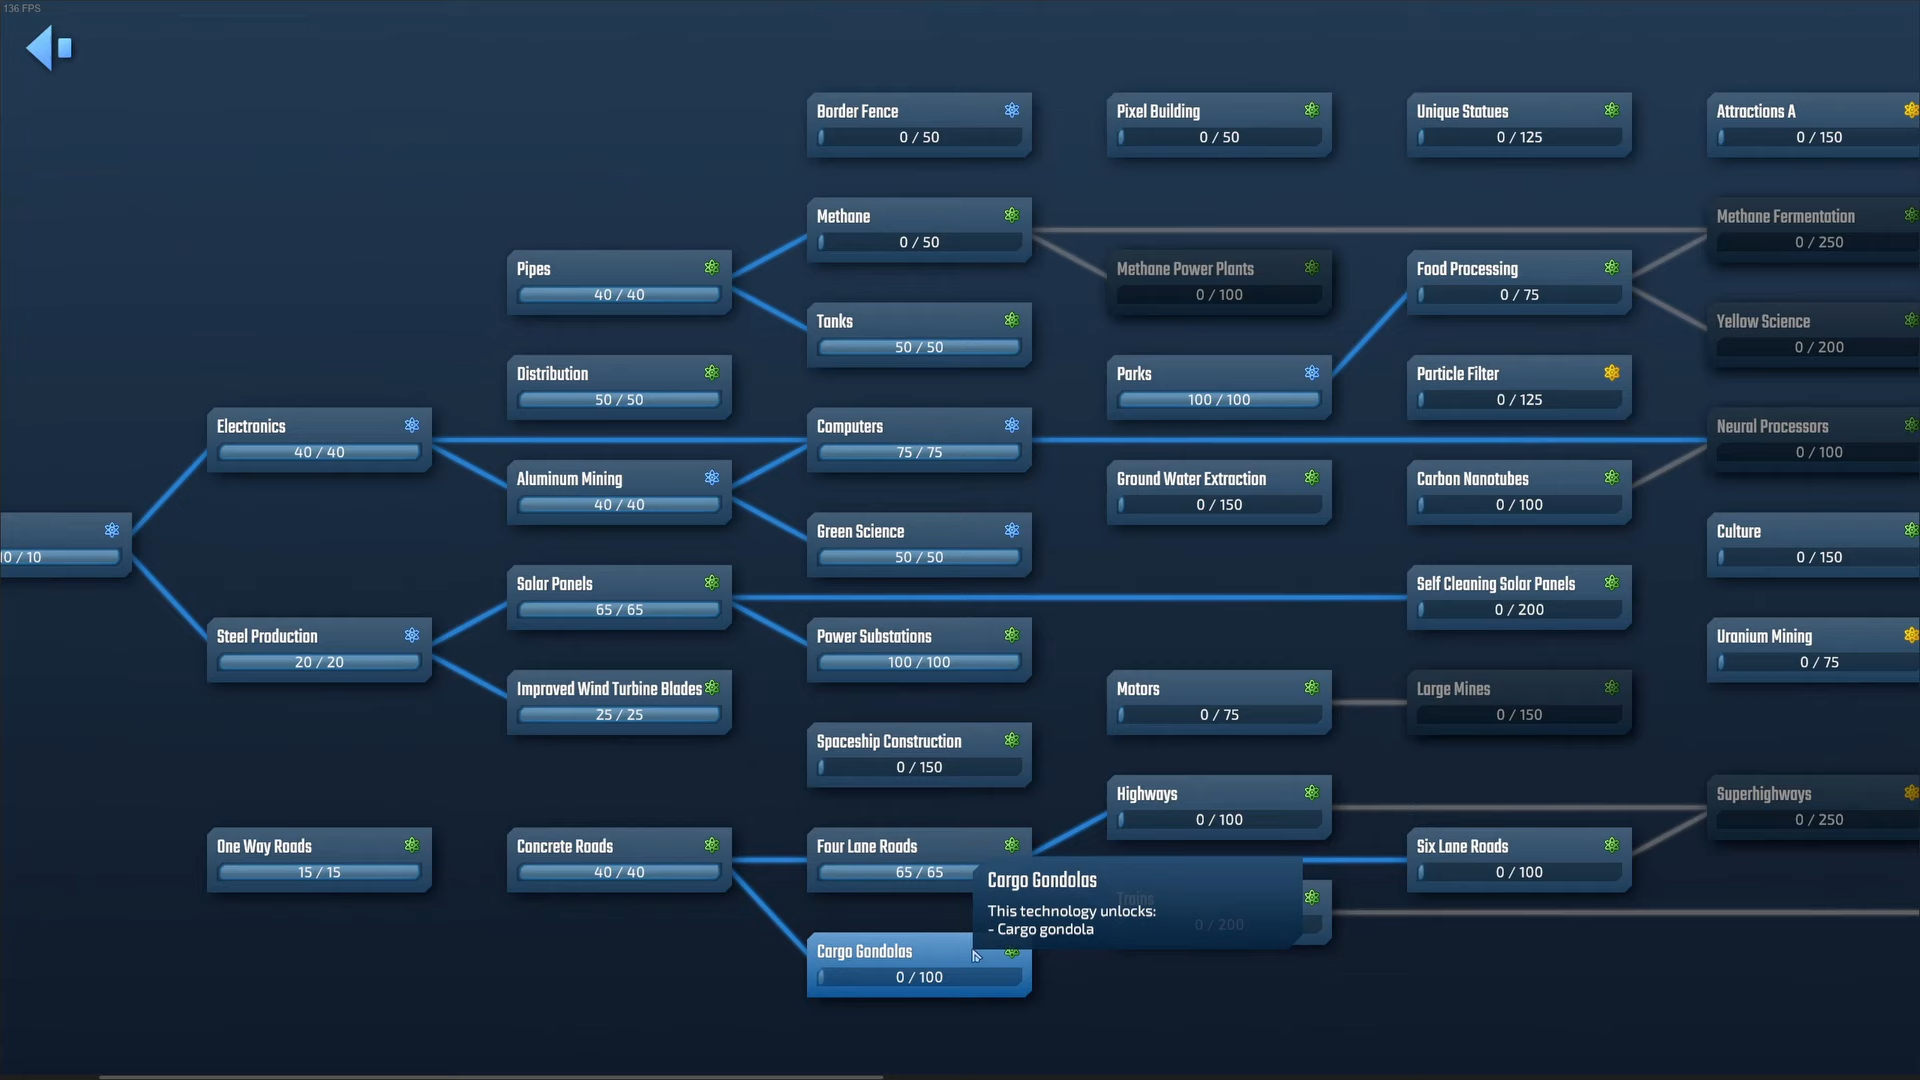 136 FPS
Border Fence
0 / 50
Pixel Building
0 / 50
Unique Statues
0 / 125
Attractions A
0 / 150
Methane
0 / 50
Methane Fermentation
0 / 250
Pipes
40 / 40
Methane Power Plants
0 / 100
Food Processing
0 / 75
Tanks
50 / 50
Yellow Science
0 / 200
Distribution
50 / 50
Parks
100 / 100
Particle Filter
0 / 125
Electronics
40 / 40
Computers
75 / 75
Neural Processors
0 / 100
Aluminum Mining
40 / 40
Ground Water Extraction
0 / 150
Carbon Nanotubes
0 / 100
10 / 10
Green Science
50 / 50
Culture
0 / 150
Solar Panels
65 / 65
Self Cleaning Solar Panels
0 / 200
Steel Production
20 / 20
Power Substations
100 / 100
Uranium Mining
0 / 75
Improved Wind Turbine Blades
25 / 25
Motors
0 / 75
Large Mines
0 / 150
Spaceship Construction
0 / 150
Highways
0 / 100
Superhighways
0 / 250
One Way Roads
15 / 15
Concrete Roads
40 / 40
Four Lane Roads
65 / 65
Six Lane Roads
0 / 100
Trains
0 / 200
Cargo Gondolas
This technology unlocks:
- Cargo gondola
Cargo Gondolas
0 / 100